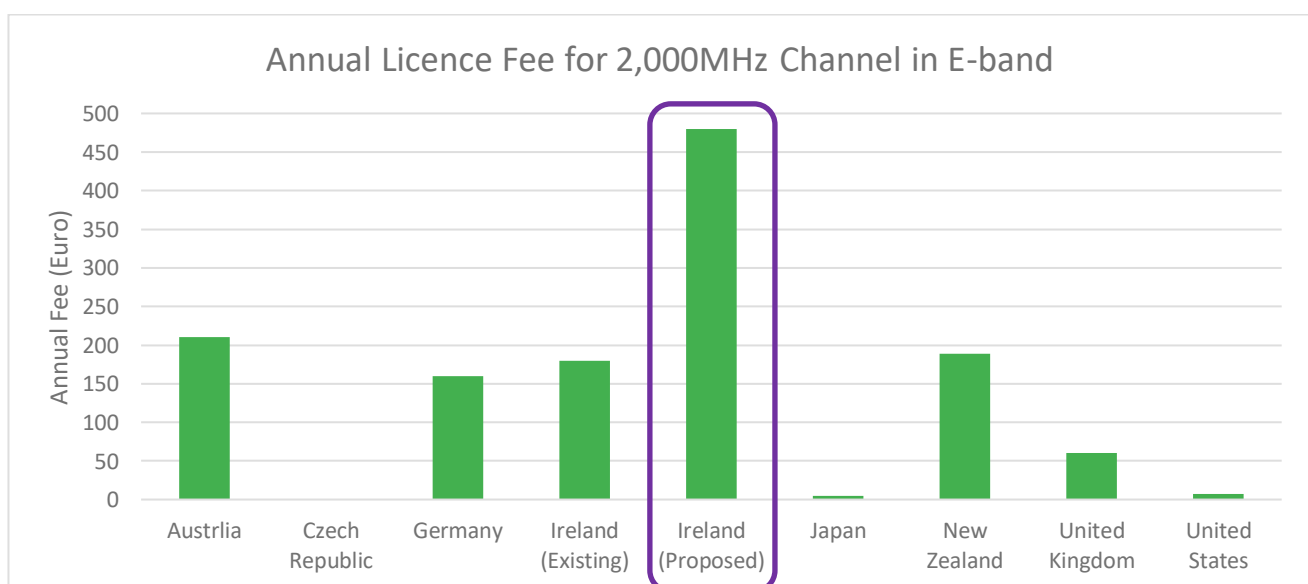 Annual Licence Fee for 2,000MHz Channel in E-band
Annual Fee (Euro)
500
450
400
350
300
250
200
150
100
50
0
Austrlia
Czech
Republic
Germany
Ireland
(Existing)
Ireland
(Proposed)
Japan
New
Zealand
United
Kingdom
United
States